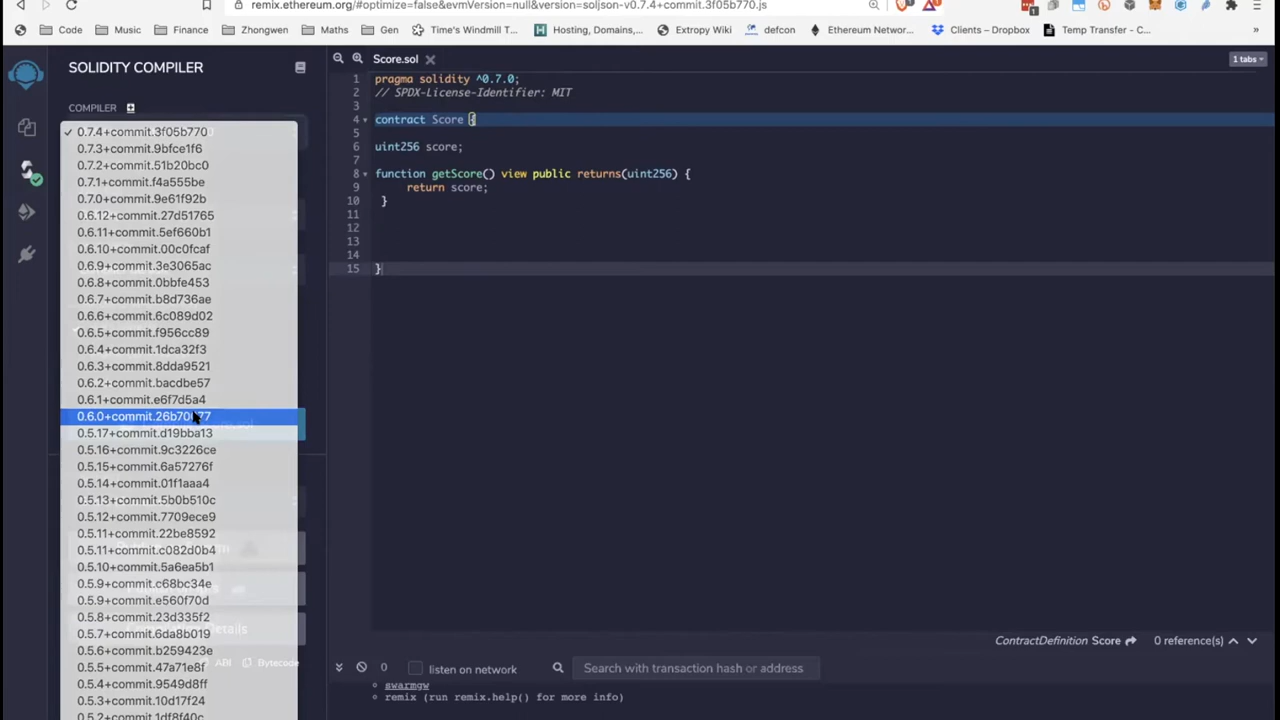 remix.ethereum.org/#optimize=false&evmVersion=null&version=soljson-v0.7.4+commit.3f05b770.js
Code Music Finance Zhongwen Maths Gen Time's Windmill T... Hosting, Domains,... Extropy Wiki defcon Ethereum Networ... Clients – Dropbox Temp Transfer - C... »
SOLIDITY COMPILER
COMPILER
0.7.4+commit.3f05b770
0.7.3+commit.9bfce1f6
0.7.2+commit.51b20bc0
0.7.1+commit.f4a555be
0.7.0+commit.9e61f92b
0.6.12+commit.27d51765
0.6.11+commit.5ef660b1
0.6.10+commit.00c0fcaf
0.6.9+commit.3e3065ac
0.6.8+commit.0bbfe453
0.6.7+commit.b8d736ae
0.6.6+commit.6c089d02
0.6.5+commit.f956cc89
0.6.4+commit.1dca32f3
0.6.3+commit.8dda9521
0.6.2+commit.bacdbe57
0.6.1+commit.e6f7d5a4
0.6.0+commit.26b70077
0.5.17+commit.d19bba13
0.5.16+commit.9c3226ce
0.5.15+commit.6a57276f
0.5.14+commit.01f1aaa4
0.5.13+commit.5b0b510c
0.5.12+commit.7709ece9
0.5.11+commit.22be8592
0.5.11+commit.c082d0b4
0.5.10+commit.5a6ea5b1
0.5.9+commit.c68bc34e
0.5.9+commit.e560f70d
0.5.8+commit.23d335f2
0.5.7+commit.6da8b019
0.5.6+commit.b259423e
0.5.5+commit.47a71e8f
0.5.4+commit.9549d8ff
0.5.3+commit.10d17f24
0.5.2+commit.1df8f40c
Details
ABI Bytecode
Score.sol
1 tabs
1 pragma solidity ^0.7.0;
2 // SPDX-License-Identifier: MIT
3
4 contract Score {
5
6 uint256 score;
7
8 function getScore() view public returns(uint256) {
9 return score;
10 }
11
12
13
14
15 }
ContractDefinition Score 0 reference(s)
0 listen on network Search with transaction hash or address
swarmgw
remix (run remix.help() for more info)